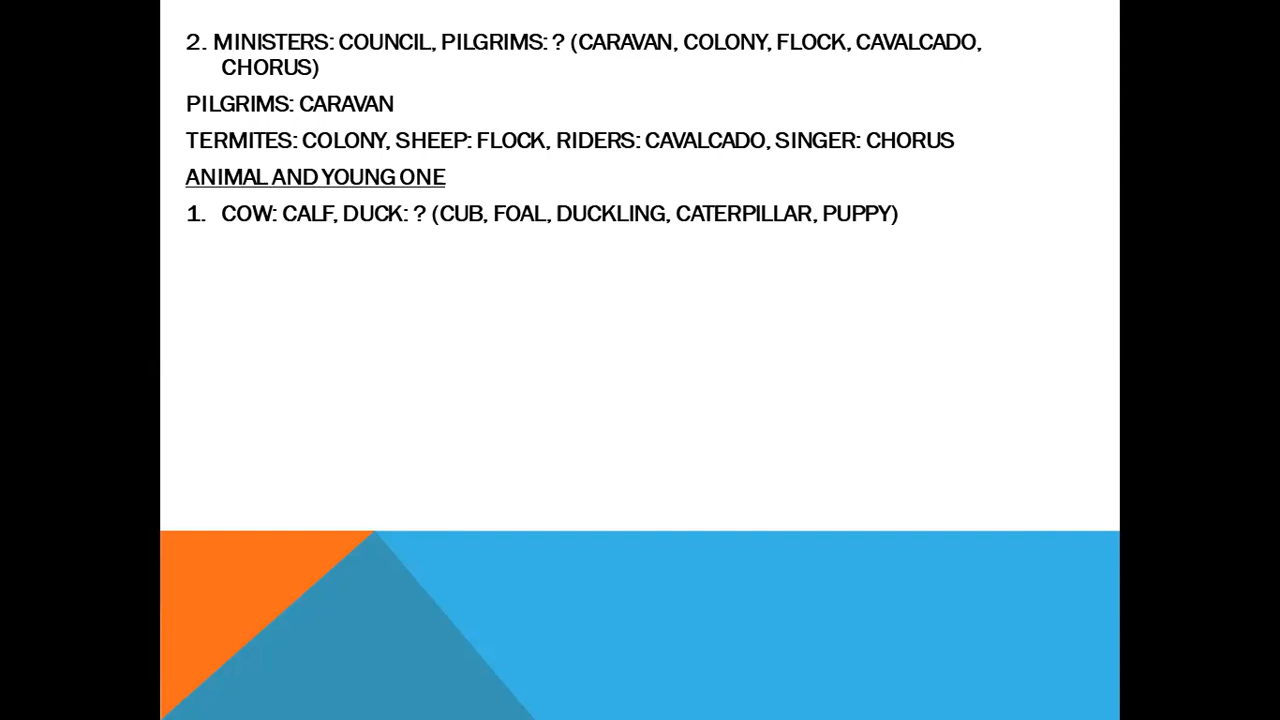 2. MINISTERS: COUNCIL, PILGRIMS: ? (CARAVAN, COLONY, FLOCK, CAVALCADO,
CHORUS)
PILGRIMS: CARAVAN
TERMITES: COLONY, SHEEP: FLOCK, RIDERS: CAVALCADO, SINGER: CHORUS
ANIMAL AND YOUNG ONE
1. COW: CALF, DUCK: ? (CUB, FOAL, DUCKLING, CATERPILLAR, PUPPY)